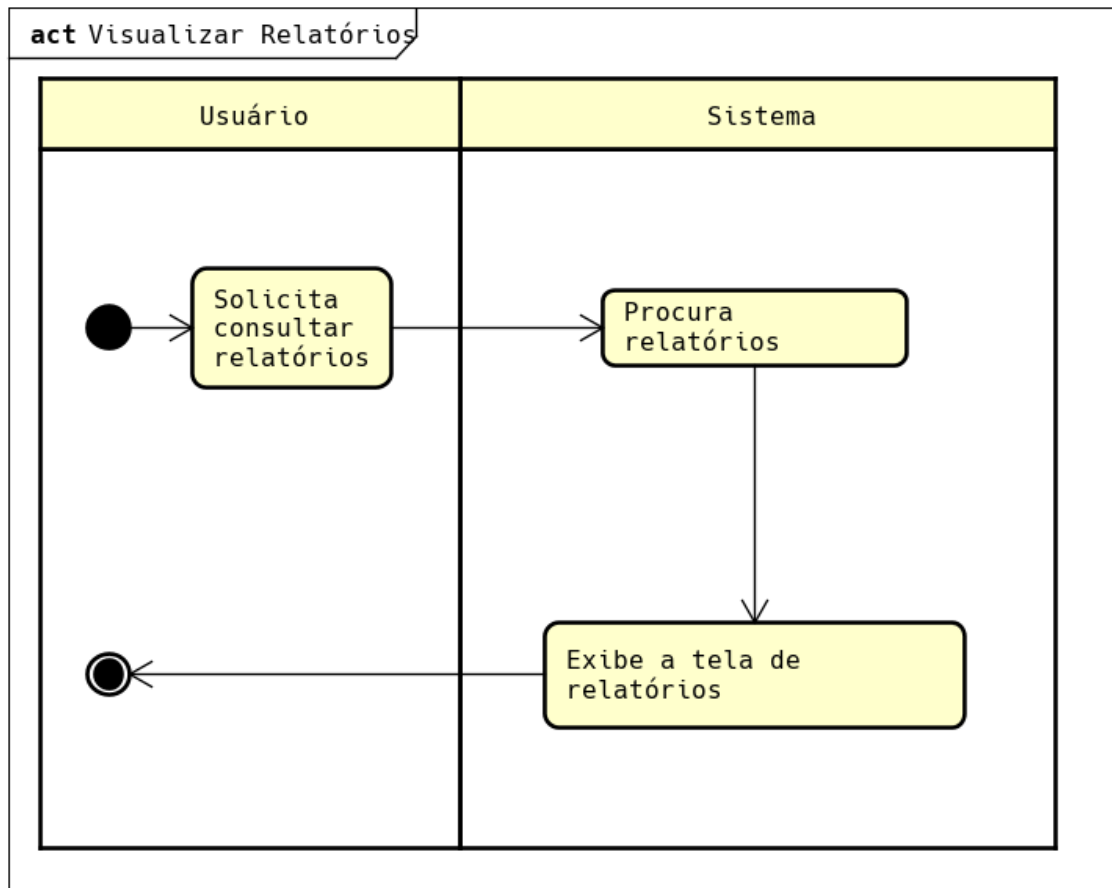 act Visualizar Relatórios
Usuário
Sistema
Solicita
consultar
relatórios
Procura
relatórios
Exibe a tela de
relatórios